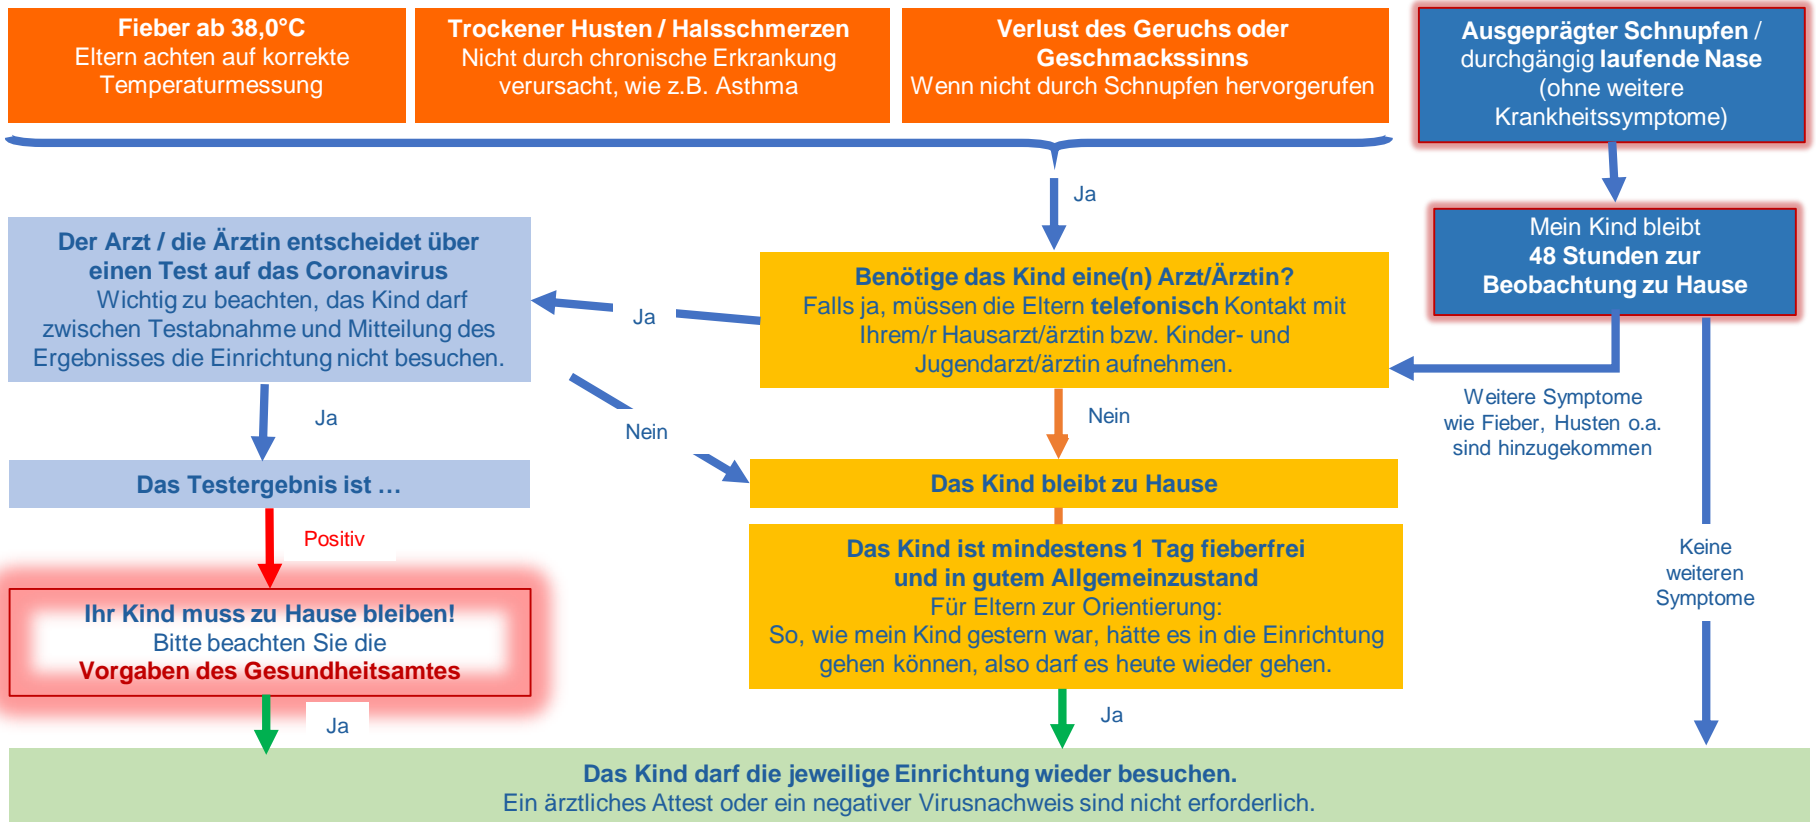 Fieber ab 38,0°C
Eltern achten auf korrekte
Temperaturmessung
Trockener Husten / Halsschmerzen
Nicht durch chronische Erkrankung
verursacht, wie z.B. Asthma
Verlust des Geruchs oder
Geschmackssinns
Wenn nicht durch Schnupfen hervorgerufen
Ausgeprägter Schnupfen /
durchgängig laufende Nase
(ohne weitere
Krankheitssymptome)
Ja
Mein Kind bleibt
48 Stunden zur
Beobachtung zu Hause
Der Arzt / die Ärztin entscheidet über
einen Test auf das Coronavirus
Wichtig zu beachten, das Kind darf
zwischen Testabnahme und Mitteilung des
Ergebnisses die Einrichtung nicht besuchen.
Ja
Benötige das Kind eine(n) Arzt/Ärztin?
Falls ja, müssen die Eltern telefonisch Kontakt mit
Ihrem/r Hausarzt/ärztin bzw. Kinder- und
Jugendarzt/ärztin aufnehmen.
Weitere Symptome
wie Fieber, Husten o.a.
sind hinzugekommen
Ja
Nein
Nein
Das Testergebnis ist …
Das Kind bleibt zu Hause
Positiv
Das Kind ist mindestens 1 Tag fieberfrei
und in gutem Allgemeinzustand
Für Eltern zur Orientierung:
So, wie mein Kind gestern war, hätte es in die Einrichtung
gehen können, also darf es heute wieder gehen.
Keine
weiteren
Symptome
Ihr Kind muss zu Hause bleiben!
Bitte beachten Sie die
Vorgaben des Gesundheitsamtes
Ja
Ja
Das Kind darf die jeweilige Einrichtung wieder besuchen.
Ein ärztliches Attest oder ein negativer Virusnachweis sind nicht erforderlich.